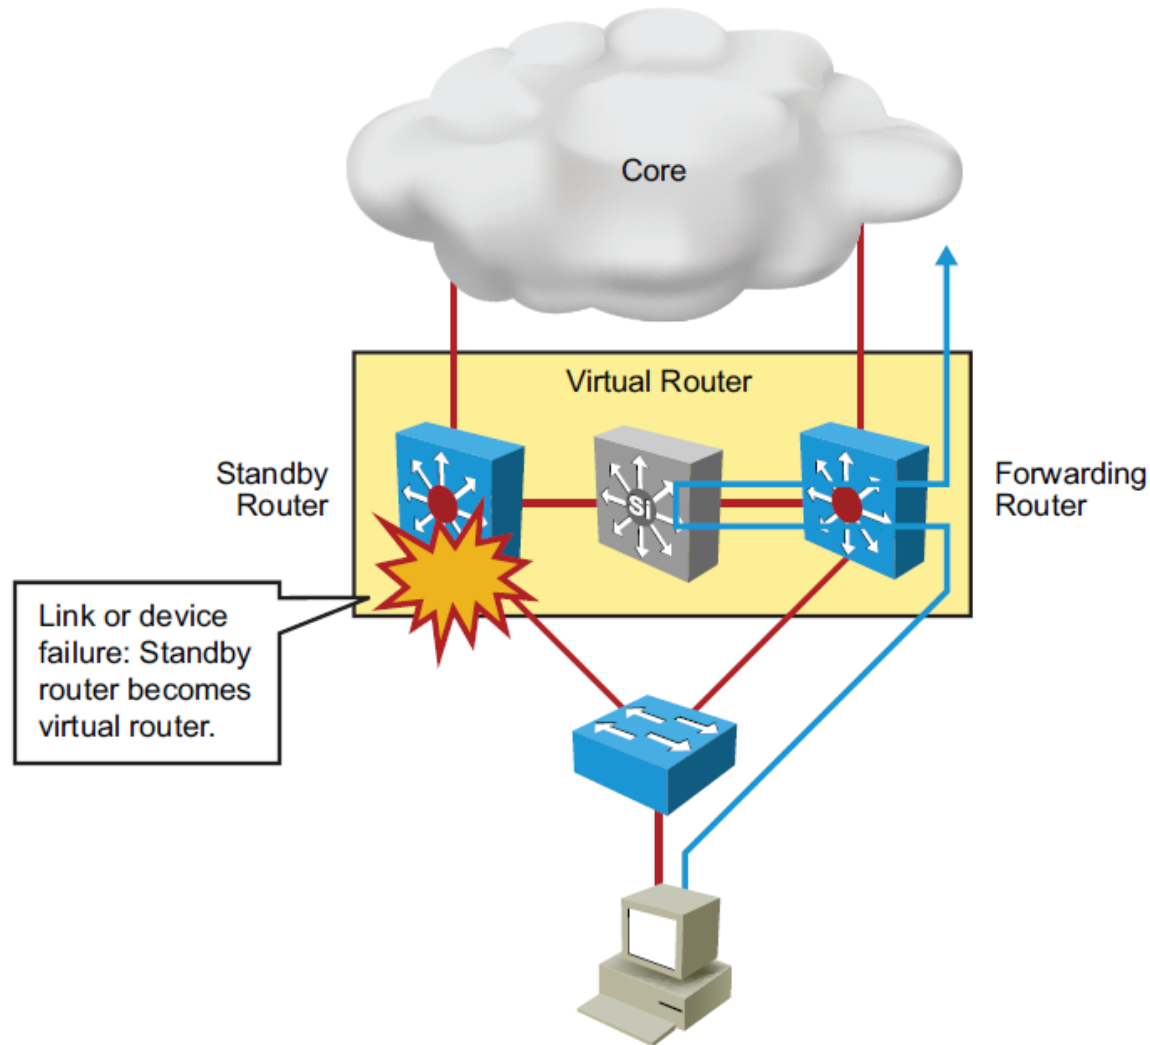 Core
Virtual Router
Standby
Router
Si
Forwarding
Router
Link or device
failure: Standby
router becomes
virtual router.